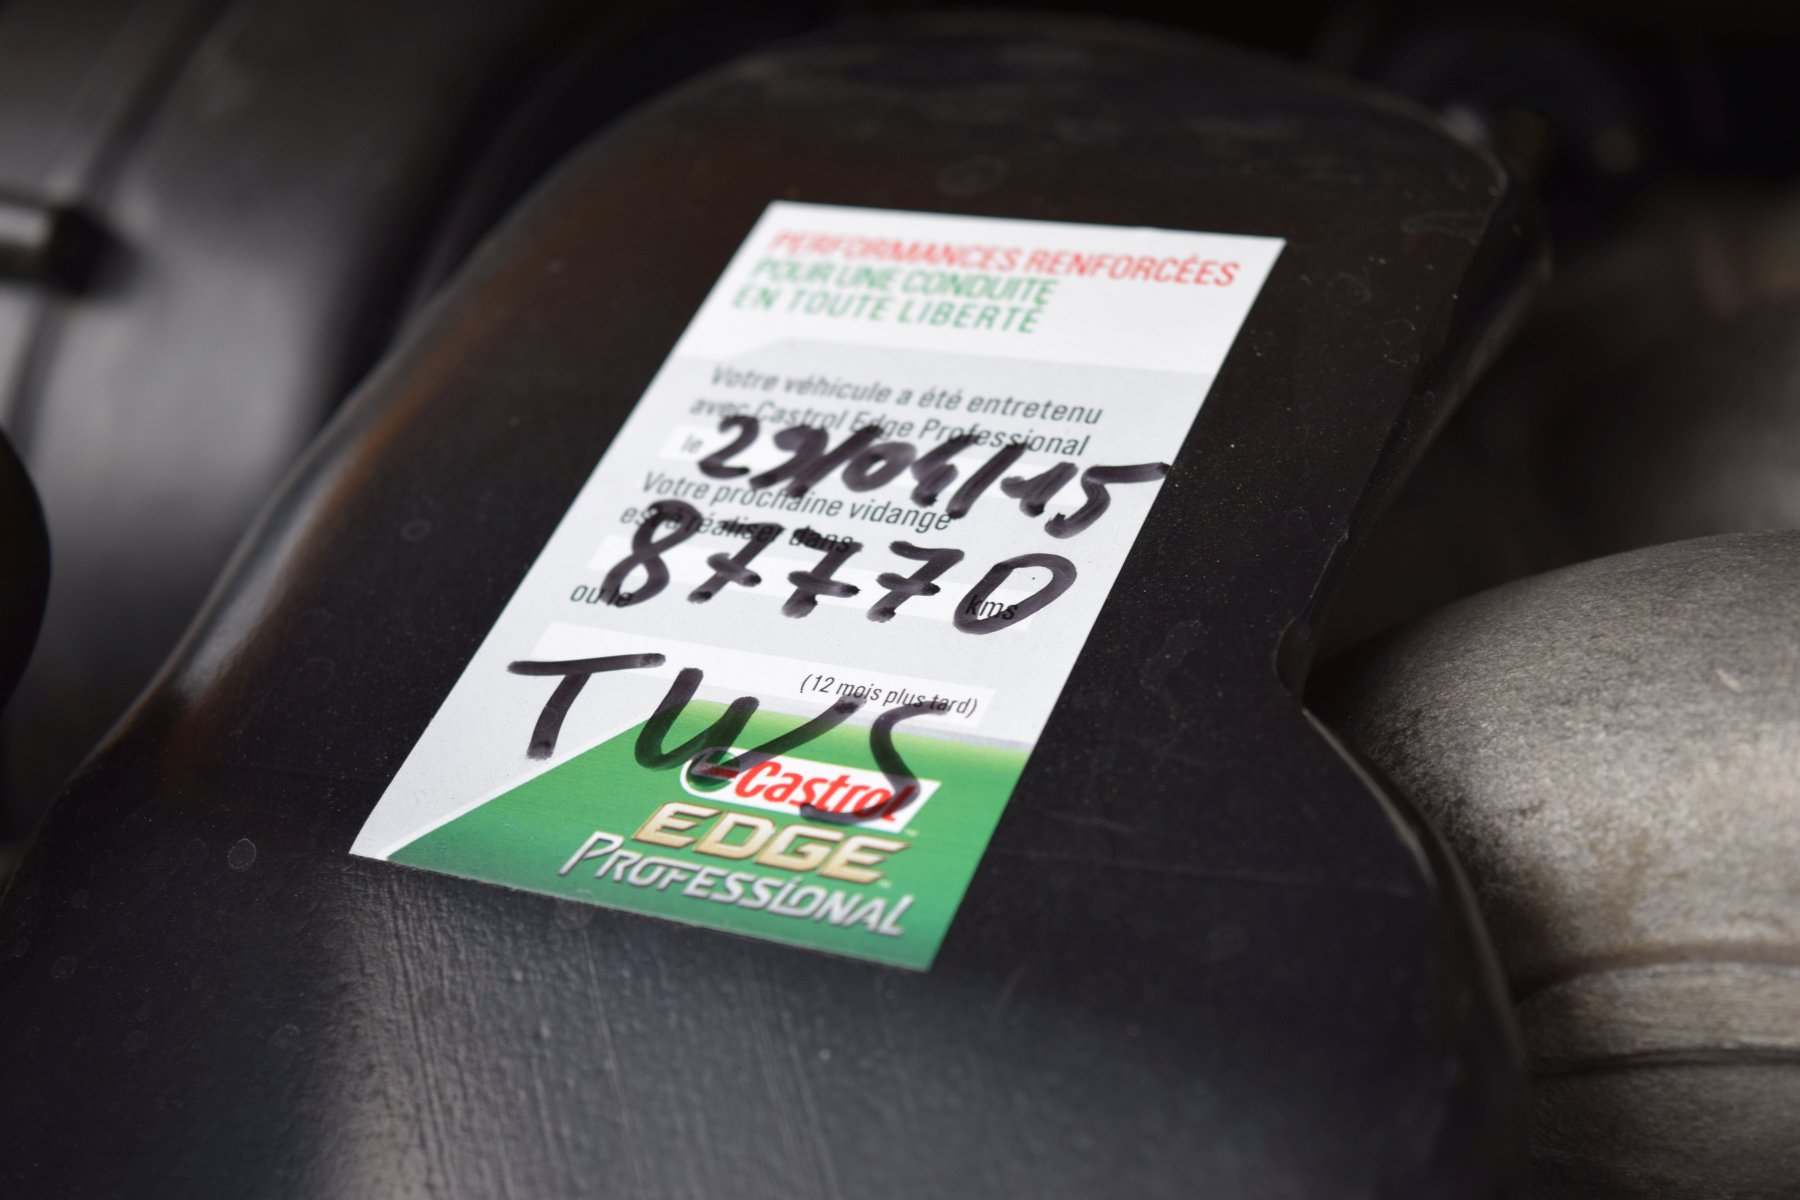 PERFORMANCES RENFORCÉES
POUR UNE CONDUITE
EN TOUTE LIBERTÉ
Votre véhicule a été entretenu
avec Castrol Edge Professional
le 29/04/15
Votre prochaine vidange
est à réaliser dans
87770 kms
ou le
TWS
(12 mois plus tard)
Castrol
EDGE
PROFESSIONAL